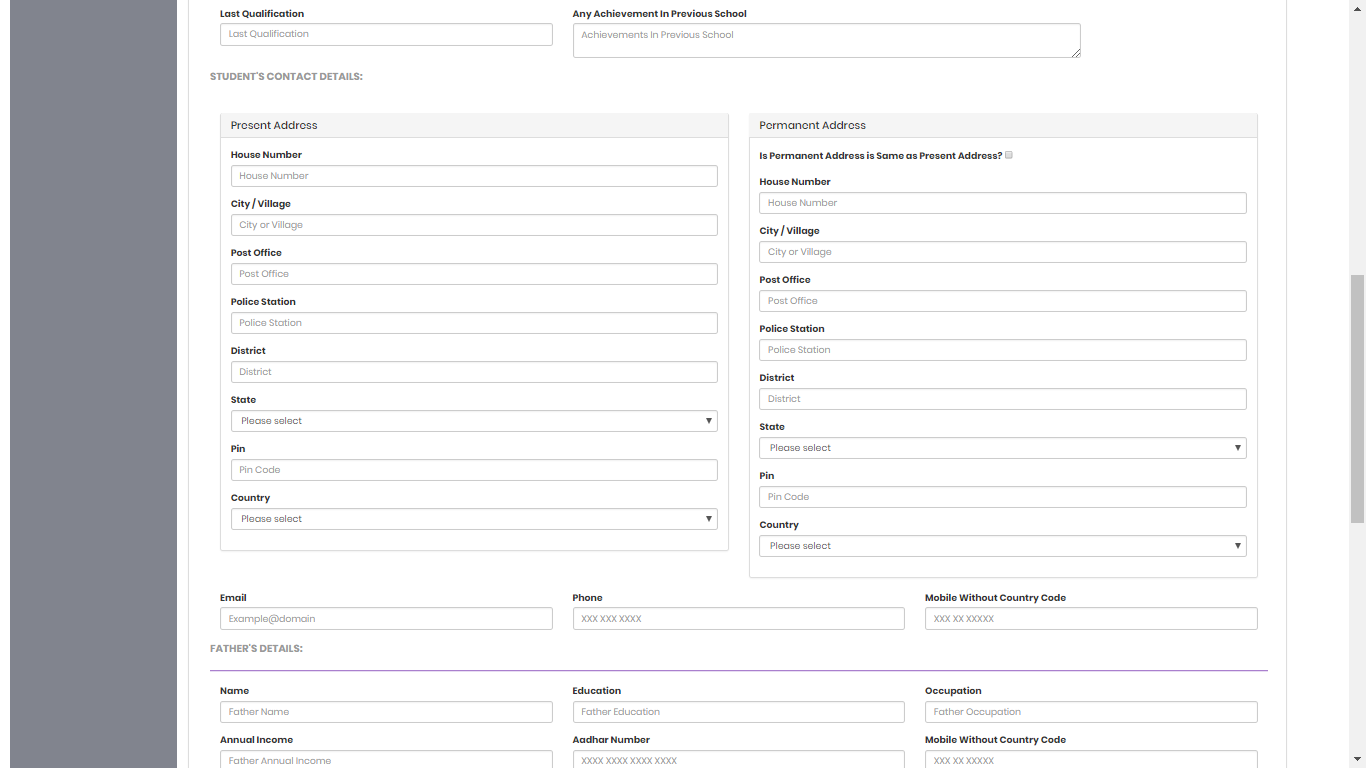 Last Qualification
Any Achievement In Previous School
Last Qualification
Achievements In Previous School
STUDENT'S CONTACT DETAILS:
Present Address
House Number
House Number
City / Village
City or Village
Post Office
Post Office
Police Station
Police Station
District
District
State
Please select
Pin
Pin Code
Country
Please select
Permanent Address
Is Permanent Address is Same as Present Address?
House Number
House Number
City / Village
City or Village
Post Office
Post Office
Police Station
Police Station
District
District
State
Please select
Pin
Pin Code
Country
Please select
Email
Phone
Mobile Without Country Code
Example@domain
XXX XXX XXXX
XXX XX XXXXX
FATHER'S DETAILS:
Name
Education
Occupation
Father Name
Father Education
Father Occupation
Annual Income
Aadhar Number
Mobile Without Country Code
Father Annual Income
XXXX XXXX XXXX XXXX
XXX XX XXXXX